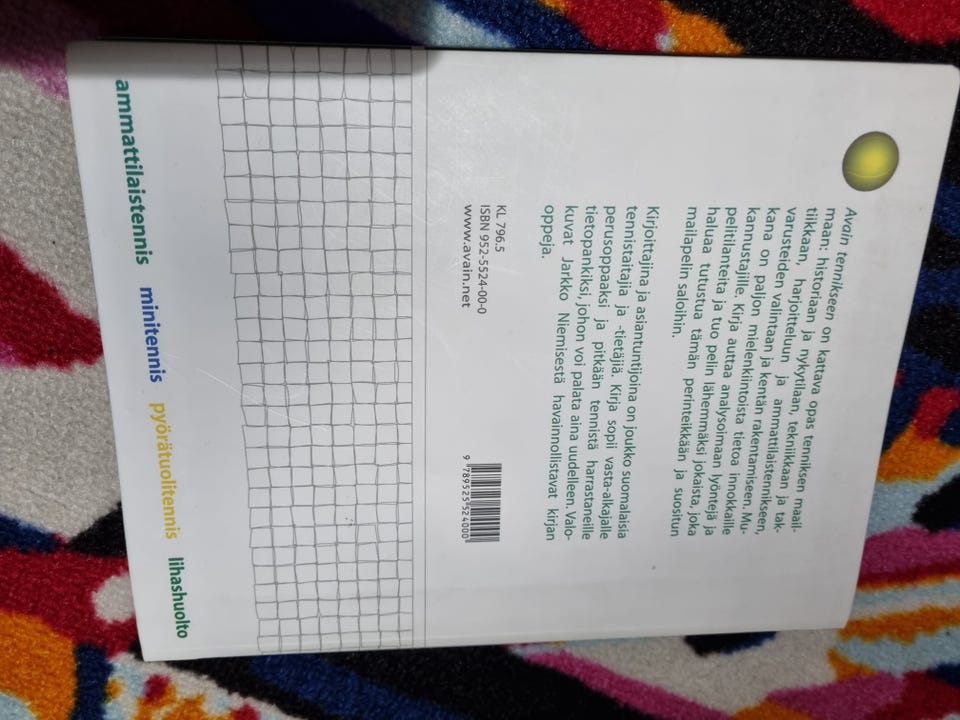 Avain tennikseen on kattava opas tenniksen maail-
maan: historiaan ja nykytilaan, tekniikkaan ja tak-
tiikkaan, harjoitteluun ja ammattilaistennikseen,
varusteiden valintaan ja kentän rakentamiseen. Mu-
kana on paljon mielenkiintoista tietoa innokkaille
kannustajille. Kirja auttaa analysoimaan lyöntejä ja
pelitilanteita ja tuo pelin lähemmäksi jokaista, joka
haluaa tutustua tämän perinteikkään ja suositun
mailapelin saloihin.
Kirjoittajina ja asiantuntijoina on joukko suomalaisia
tennistaitajia ja -tietäjiä. Kirja sopii vasta-alkajalle
perusoppaaksi ja pitkään tennistä harrastaneille
tietopankiksi, johon voi palata aina uudelleen. Valo-
kuvat Jarkko Niemisestä havainnollistavat kirjan
oppeja.
KL 796.5
ISBN 952-5524-00-0
www.avain.net
9 789525 524000
ammattilaistennis minitennis pyörätuolitennis lihashuolto